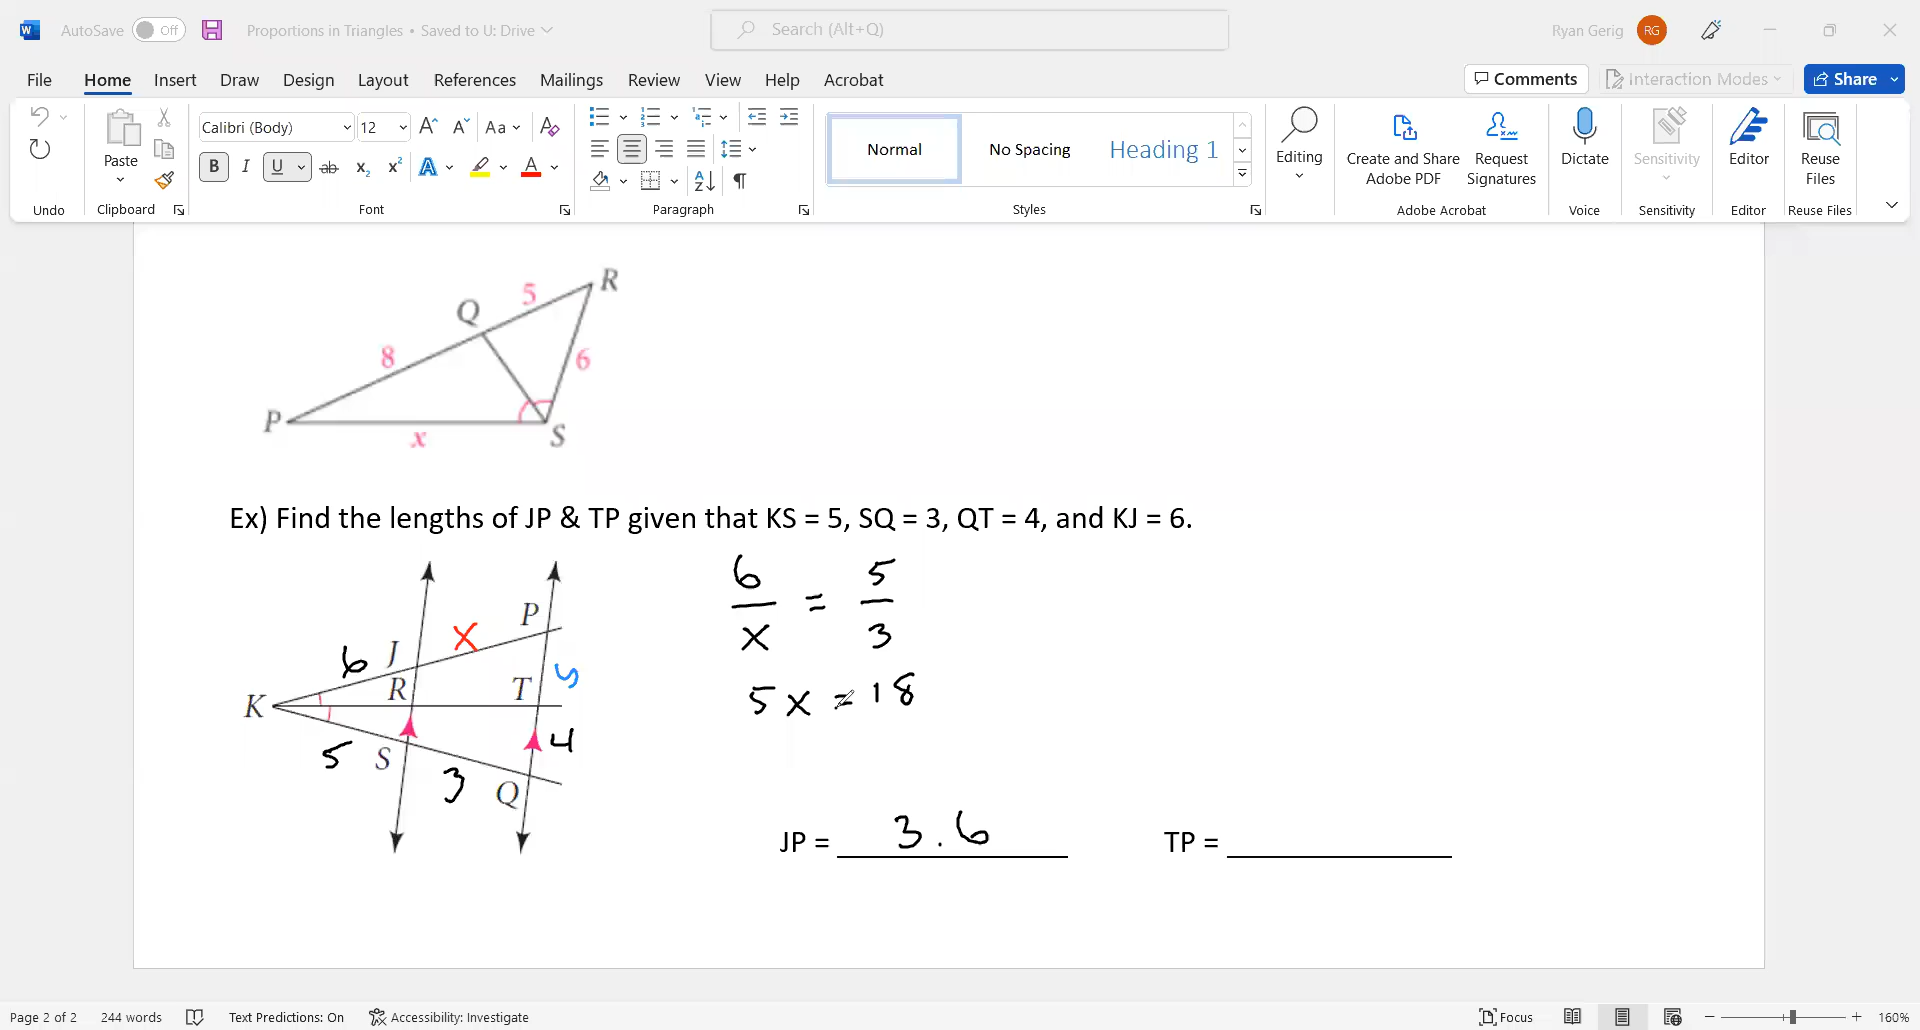 AutoSave Off Proportions in Triangles • Saved to U: Drive Search (Alt+Q) Ryan Gerig RG
File Home Insert Draw Design Layout References Mailings Review View Help Acrobat Comments Interaction Modes Share
Paste Calibri (Body) 12 Aa B I U ab x₂ x² A A A Z Normal No Spacing Heading 1 Editing Create and Share Adobe PDF Request Signatures Dictate Sensitivity Editor Reuse Files
Undo Clipboard Font Paragraph Styles Adobe Acrobat Voice Sensitivity Editor Reuse Files
R
5
Q
8
6
P
x
S
Ex) Find the lengths of JP & TP given that KS = 5, SQ = 3, QT = 4, and KJ = 6.
6/x = 5/3
5x = 18
P
x
J
6
R
T
y
K
4
5
S
3
Q
JP = 3.6 TP =
Page 2 of 2 244 words Text Predictions: On Accessibility: Investigate Focus 160%